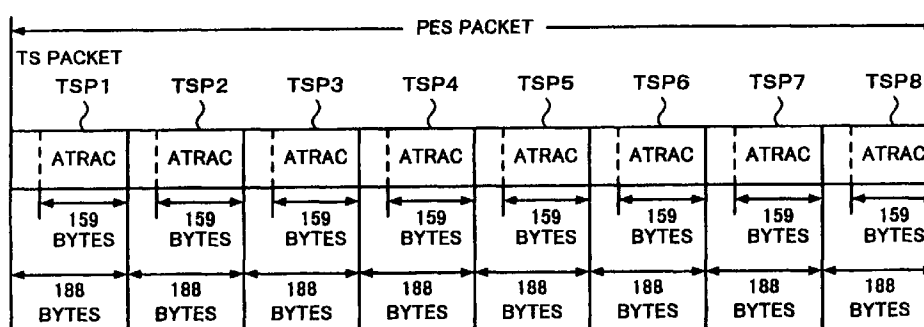 PES PACKET
TS PACKET
TSP1 TSP2 TSP3 TSP4 TSP5 TSP6 TSP7 TSP8
ATRAC ATRAC ATRAC ATRAC ATRAC ATRAC ATRAC ATRAC
159 159 159 159 159 159 159 159
BYTES BYTES BYTES BYTES BYTES BYTES BYTES BYTES
188 188 188 188 188 188 188 188
BYTES BYTES BYTES BYTES BYTES BYTES BYTES BYTES